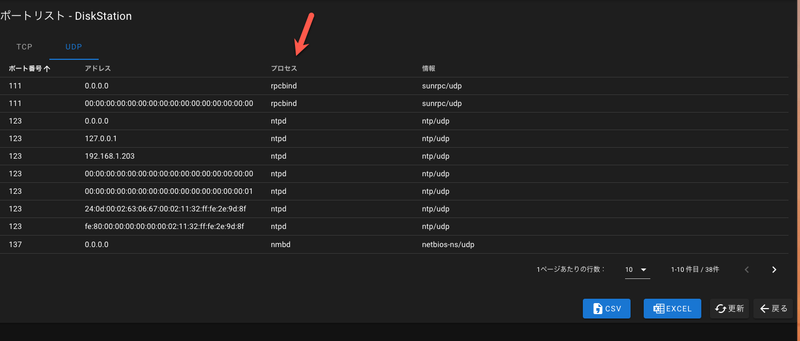 ポートリスト - DiskStation
TCP UDP
ポート番号↑ アドレス プロセス 情報
111 0.0.0.0 rpcbind sunrpc/udp
111 00:00:00:00:00:00:00:00:00:00:00:00:00:00:00:00 rpcbind sunrpc/udp
123 0.0.0.0 ntpd ntp/udp
123 127.0.0.1 ntpd ntp/udp
123 192.168.1.203 ntpd ntp/udp
123 00:00:00:00:00:00:00:00:00:00:00:00:00:00:00:00 ntpd ntp/udp
123 00:00:00:00:00:00:00:00:00:00:00:00:00:00:00:01 ntpd ntp/udp
123 24:0d:00:02:63:06:67:00:02:11:32:ff:fe:2e:9d:8f ntpd ntp/udp
123 fe:80:00:00:00:00:00:00:02:11:32:ff:fe:2e:9d:8f ntpd ntp/udp
137 0.0.0.0 nmbd netbios-ns/udp
1ページあたりの行数： 10 1-10 件目 / 38件
CSV EXCEL 更新 戻る